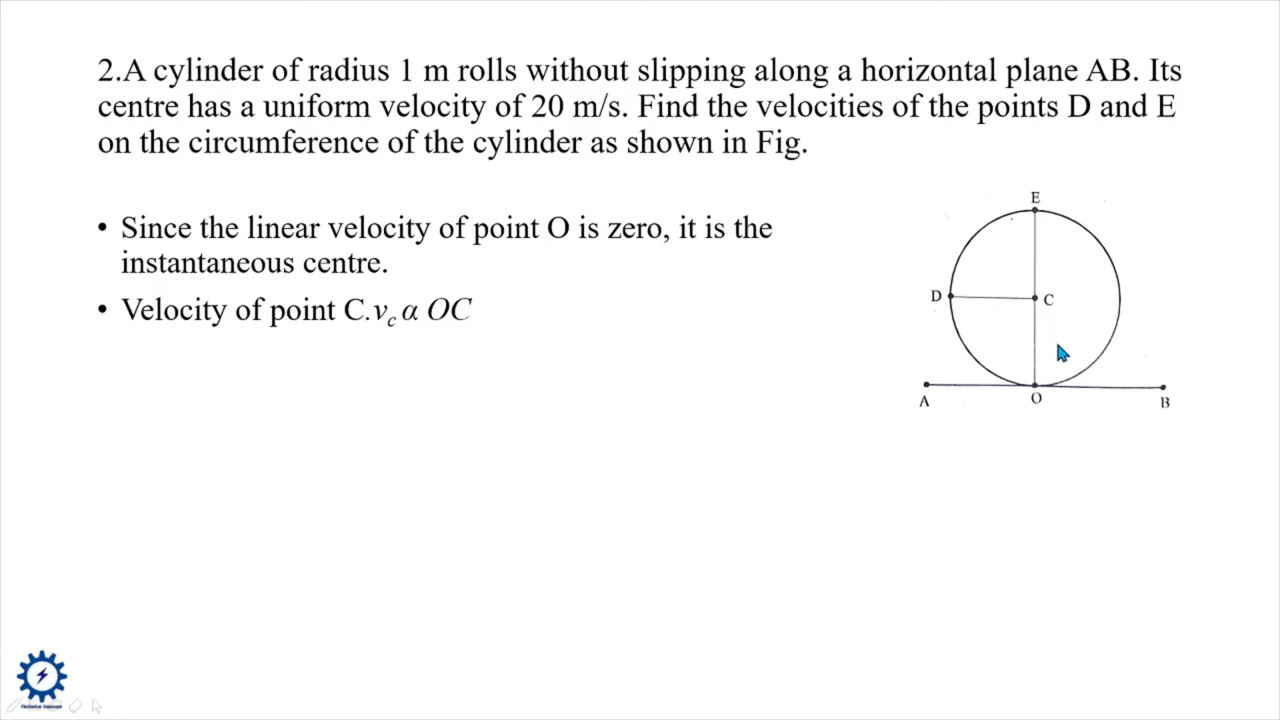 2.A cylinder of radius 1 m rolls without slipping along a horizontal plane AB. Its
centre has a uniform velocity of 20 m/s. Find the velocities of the points D and E
on the circumference of the cylinder as shown in Fig.
• Since the linear velocity of point O is zero, it is the
instantaneous centre.
• Velocity of point C.v_c α OC
E
D
C
A
O
B